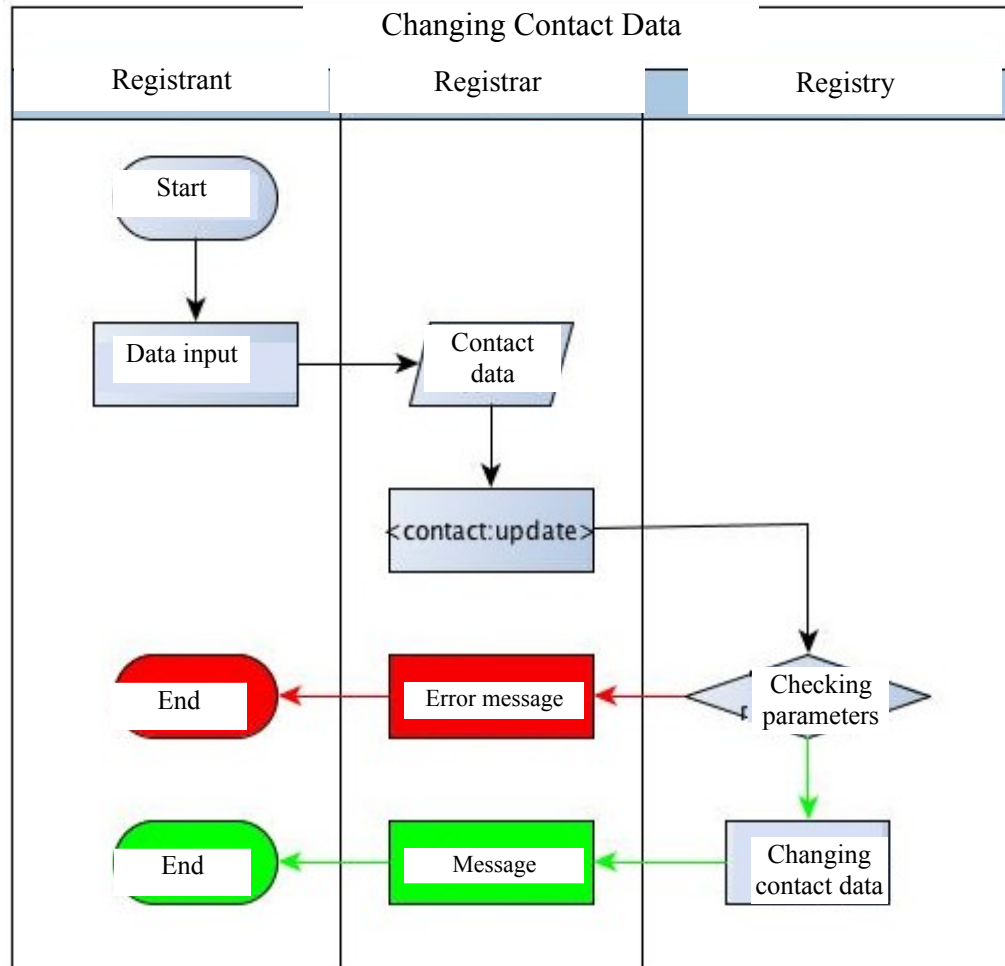 Changing Contact Data
Registrant
Registrar
Registry
Start
Data input
Contact
data
<contact:update>
Checking
parameters
Error message
End
Changing
contact data
Message
End